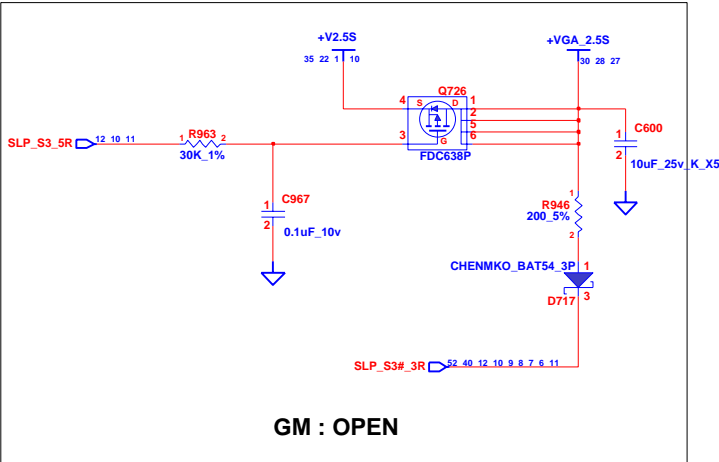 +V2.5S
35 22 1 10
+VGA_2.5S
30 28 27
Q726
4 S D 1
2
5
3 G 6
FDC638P
SLP_S3_5R 12 10 11
1 R963 2
30K_1%
1 C600
2
10uF_25v_K_X5
1 C967
2
0.1uF_10v
1
R946
200_5%
2
CHENMKO_BAT54_3P 1
D717 3
SLP_S3#_3R 52 40 12 10 9 8 7 6 11
GM : OPEN